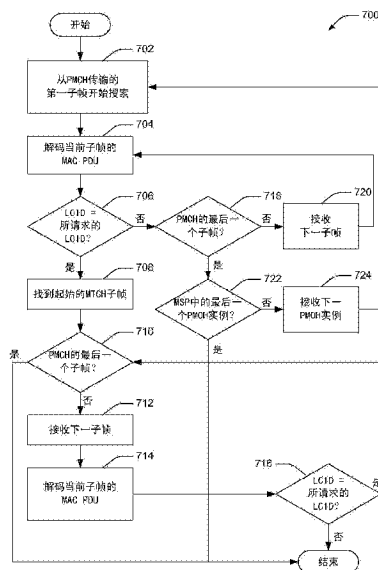 700
开始
702
从PMCH传输的
第一子帧开始搜索
704
解码当前子帧的
MAC PDU
706
LCID =
所请求的
LCID?
否
718
PMCH的最后一
个子帧?
否
720
接收
下一子帧
是
708
找到起始的MTCH子帧
是
722
MSP中的最后一
个PMCH实例?
否
724
接收下一
PMCH实例
710
是
PMCH的最后一
个子帧?
是
否
712
接收下一子帧
714
解码当前子帧的
MAC PDU
716
LCID =
所请求的
LCID?
是
否
结束